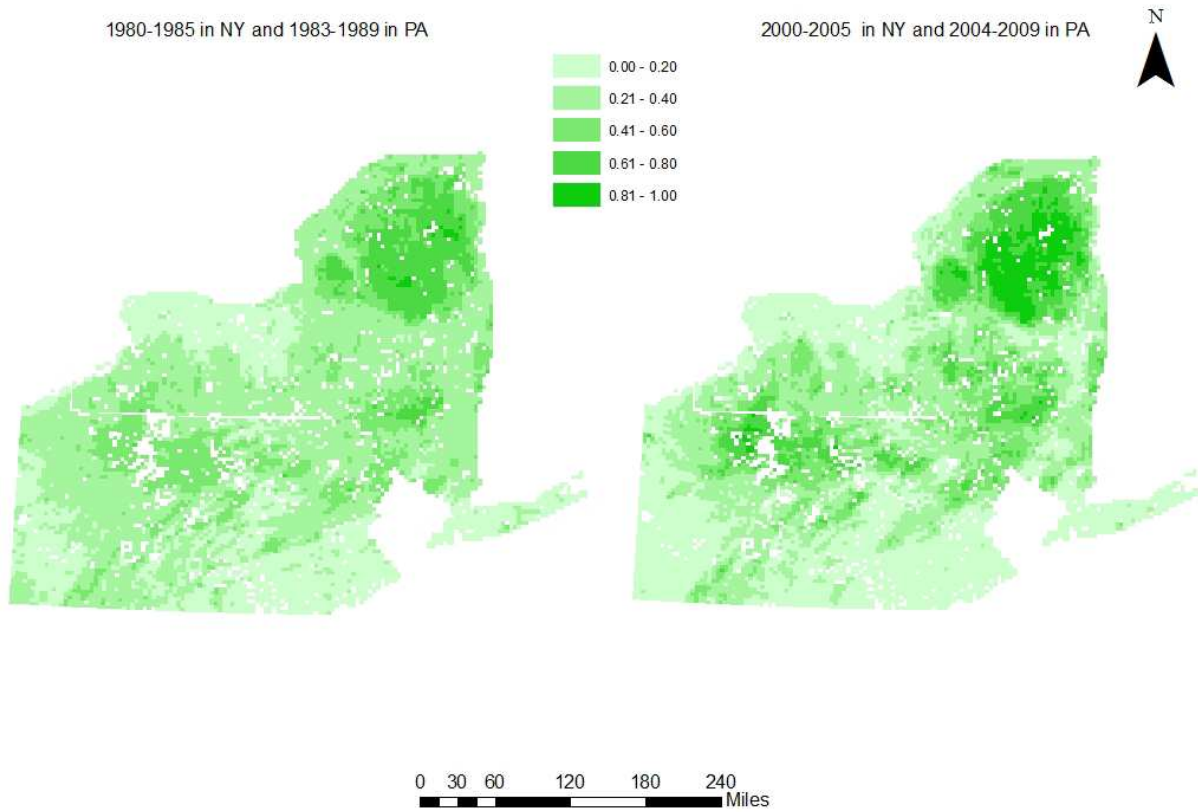 1980-1985 in NY and 1983-1989 in PA
2000-2005 in NY and 2004-2009 in PA
N
0.00 - 0.20
0.21 - 0.40
0.41 - 0.60
0.61 - 0.80
0.81 - 1.00
0 30 60 120 180 240
Miles